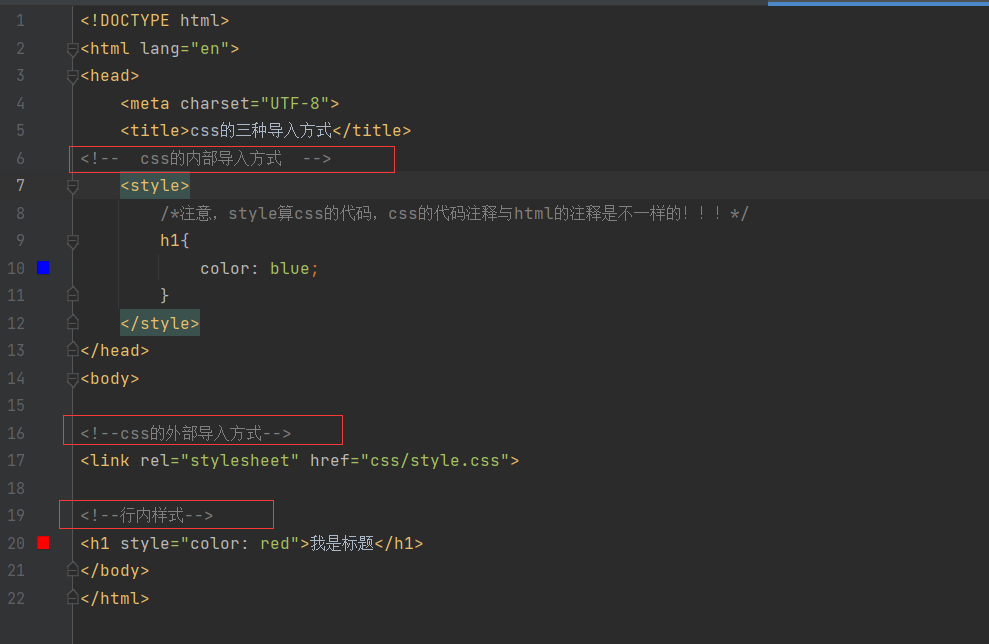 1 <!DOCTYPE html>
2 <html lang="en">
3 <head>
4 <meta charset="UTF-8">
5 <title>css的三种导入方式</title>
6 <!-- css的内部导入方式 -->
7 <style>
8 /*注意，style算css的代码，css的代码注释与html的注释是不一样的！！！*/
9 h1{
10 color: blue;
11 }
12 </style>
13 </head>
14 <body>
15
16 <!--css的外部导入方式-->
17 <link rel="stylesheet" href="css/style.css">
18
19 <!--行内样式-->
20 <h1 style="color: red">我是标题</h1>
21 </body>
22 </html>